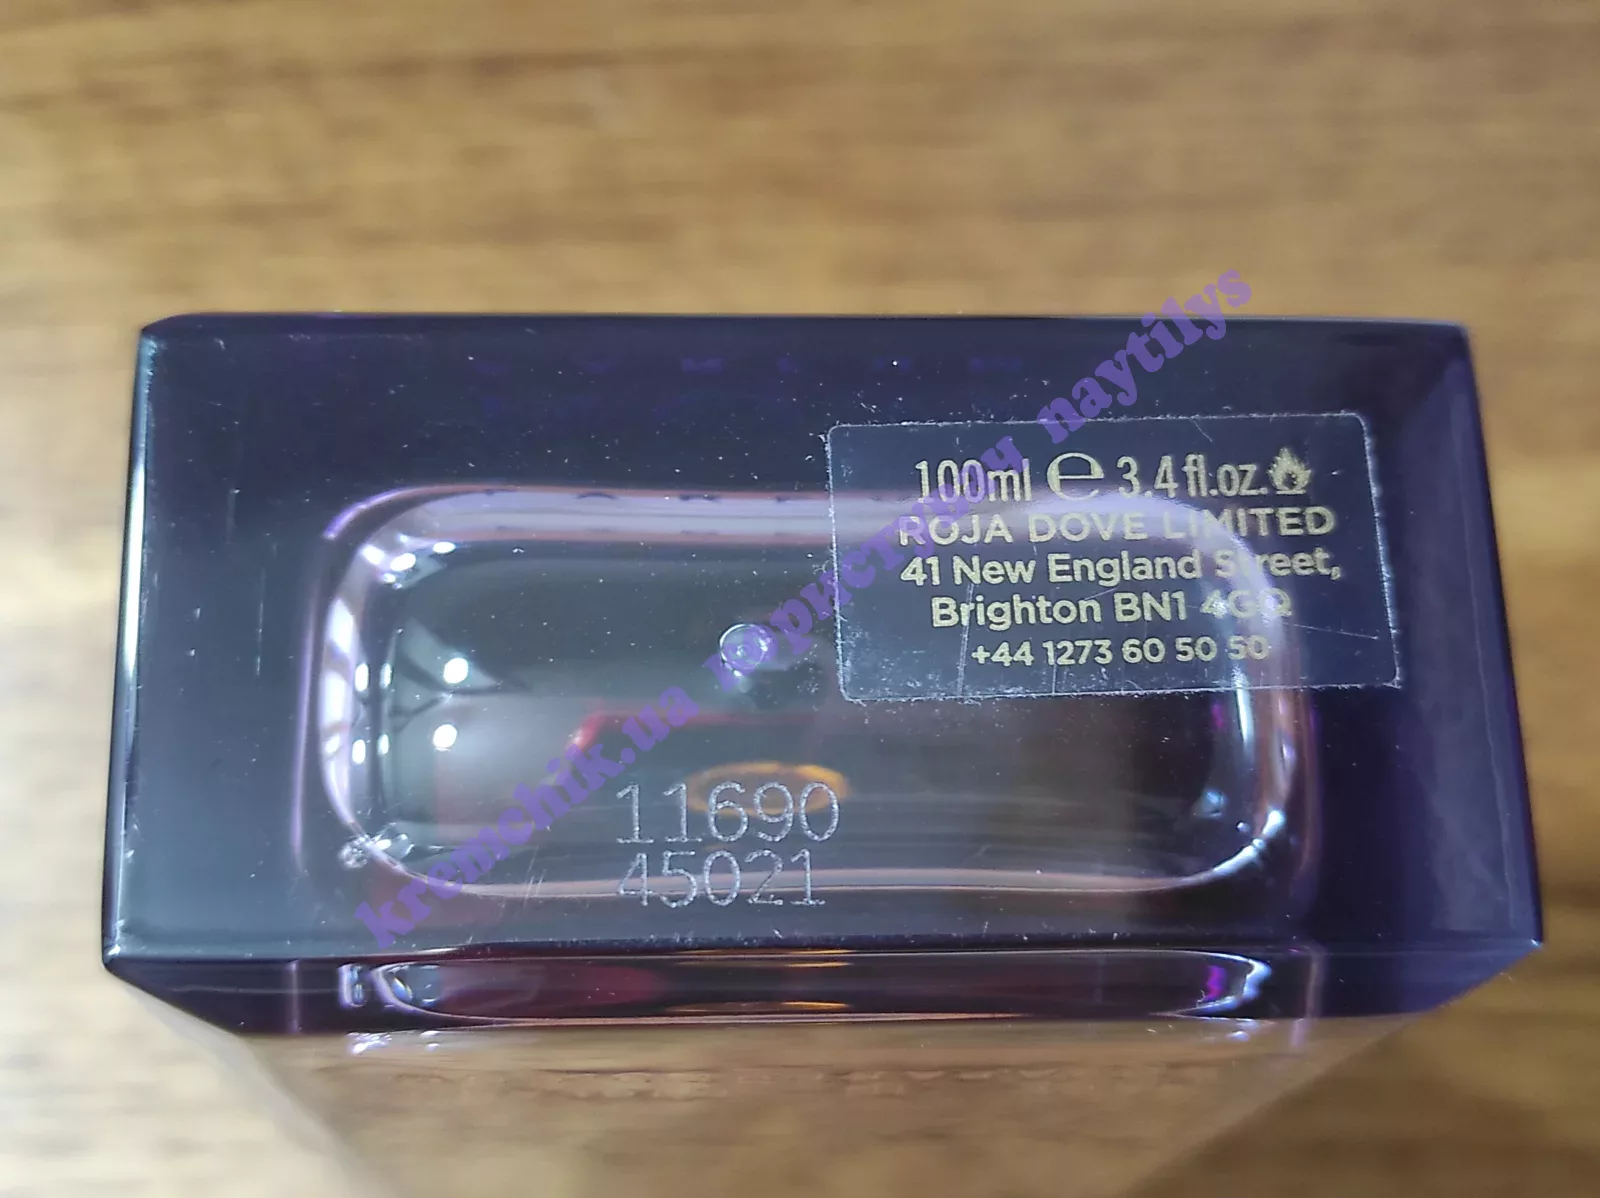 100ml ℮ 3.4 fl.oz.
ROJA DOVE LIMITED
41 New England Street,
Brighton BN1 4GQ
+44 1273 60 50 50
11690
45021
kremchik.ua користувач naytilys